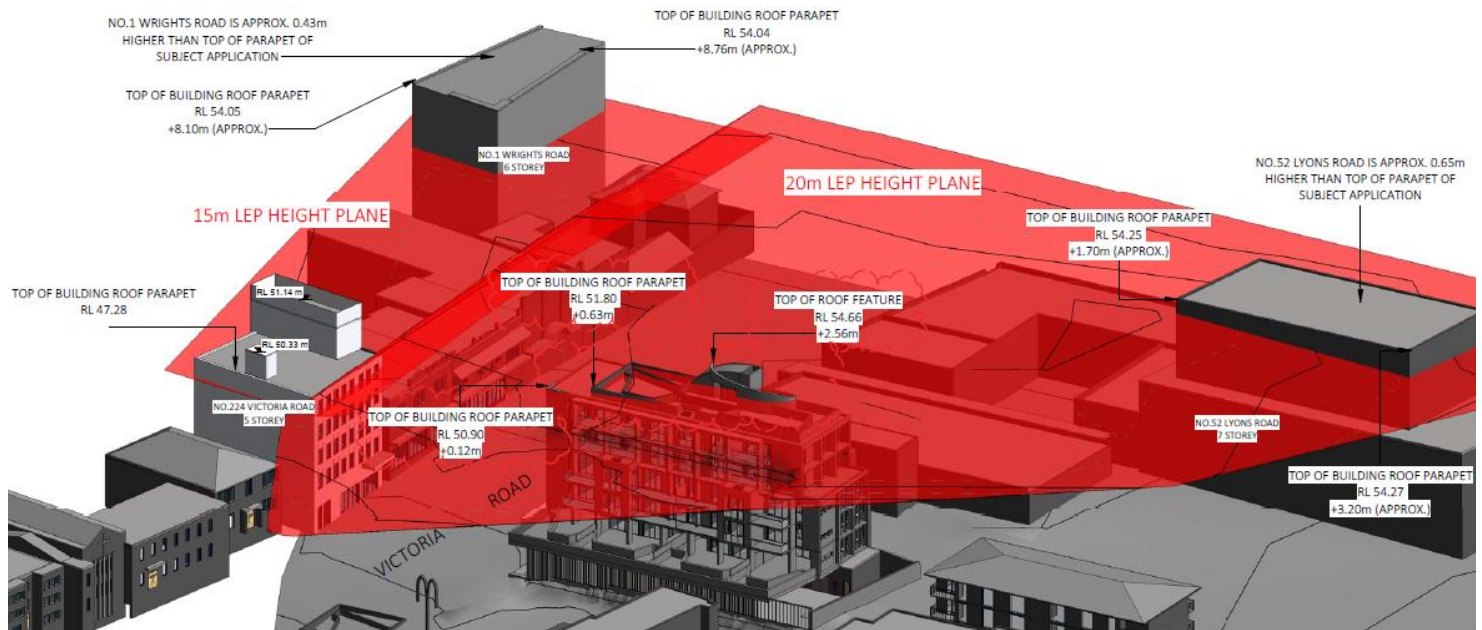 NO.1 WRIGHTS ROAD IS APPROX. 0.43m
HIGHER THAN TOP OF PARAPET OF
SUBJECT APPLICATION
TOP OF BUILDING ROOF PARAPET
RL 54.04
+8.76m (APPROX.)
TOP OF BUILDING ROOF PARAPET
RL 54.05
+8.10m (APPROX.)
NO.1 WRIGHTS ROAD
6 STOREY
NO.52 LYONS ROAD IS APPROX. 0.65m
HIGHER THAN TOP OF PARAPET OF
SUBJECT APPLICATION
20m LEP HEIGHT PLANE
15m LEP HEIGHT PLANE
TOP OF BUILDING ROOF PARAPET
RL 54.25
+1.70m (APPROX.)
TOP OF BUILDING ROOF PARAPET
RL 47.28
RL 51.14 m
RL 50.33 m
TOP OF BUILDING ROOF PARAPET
RL 51.80
+0.63m
TOP OF ROOF FEATURE
RL 54.66
+2.56m
NO.224 VICTORIA ROAD
5 STOREY
TOP OF BUILDING ROOF PARAPET
RL 50.90
+0.12m
NO.52 LYONS ROAD
7 STOREY
TOP OF BUILDING ROOF PARAPET
RL 54.27
+3.20m (APPROX.)
VICTORIA ROAD